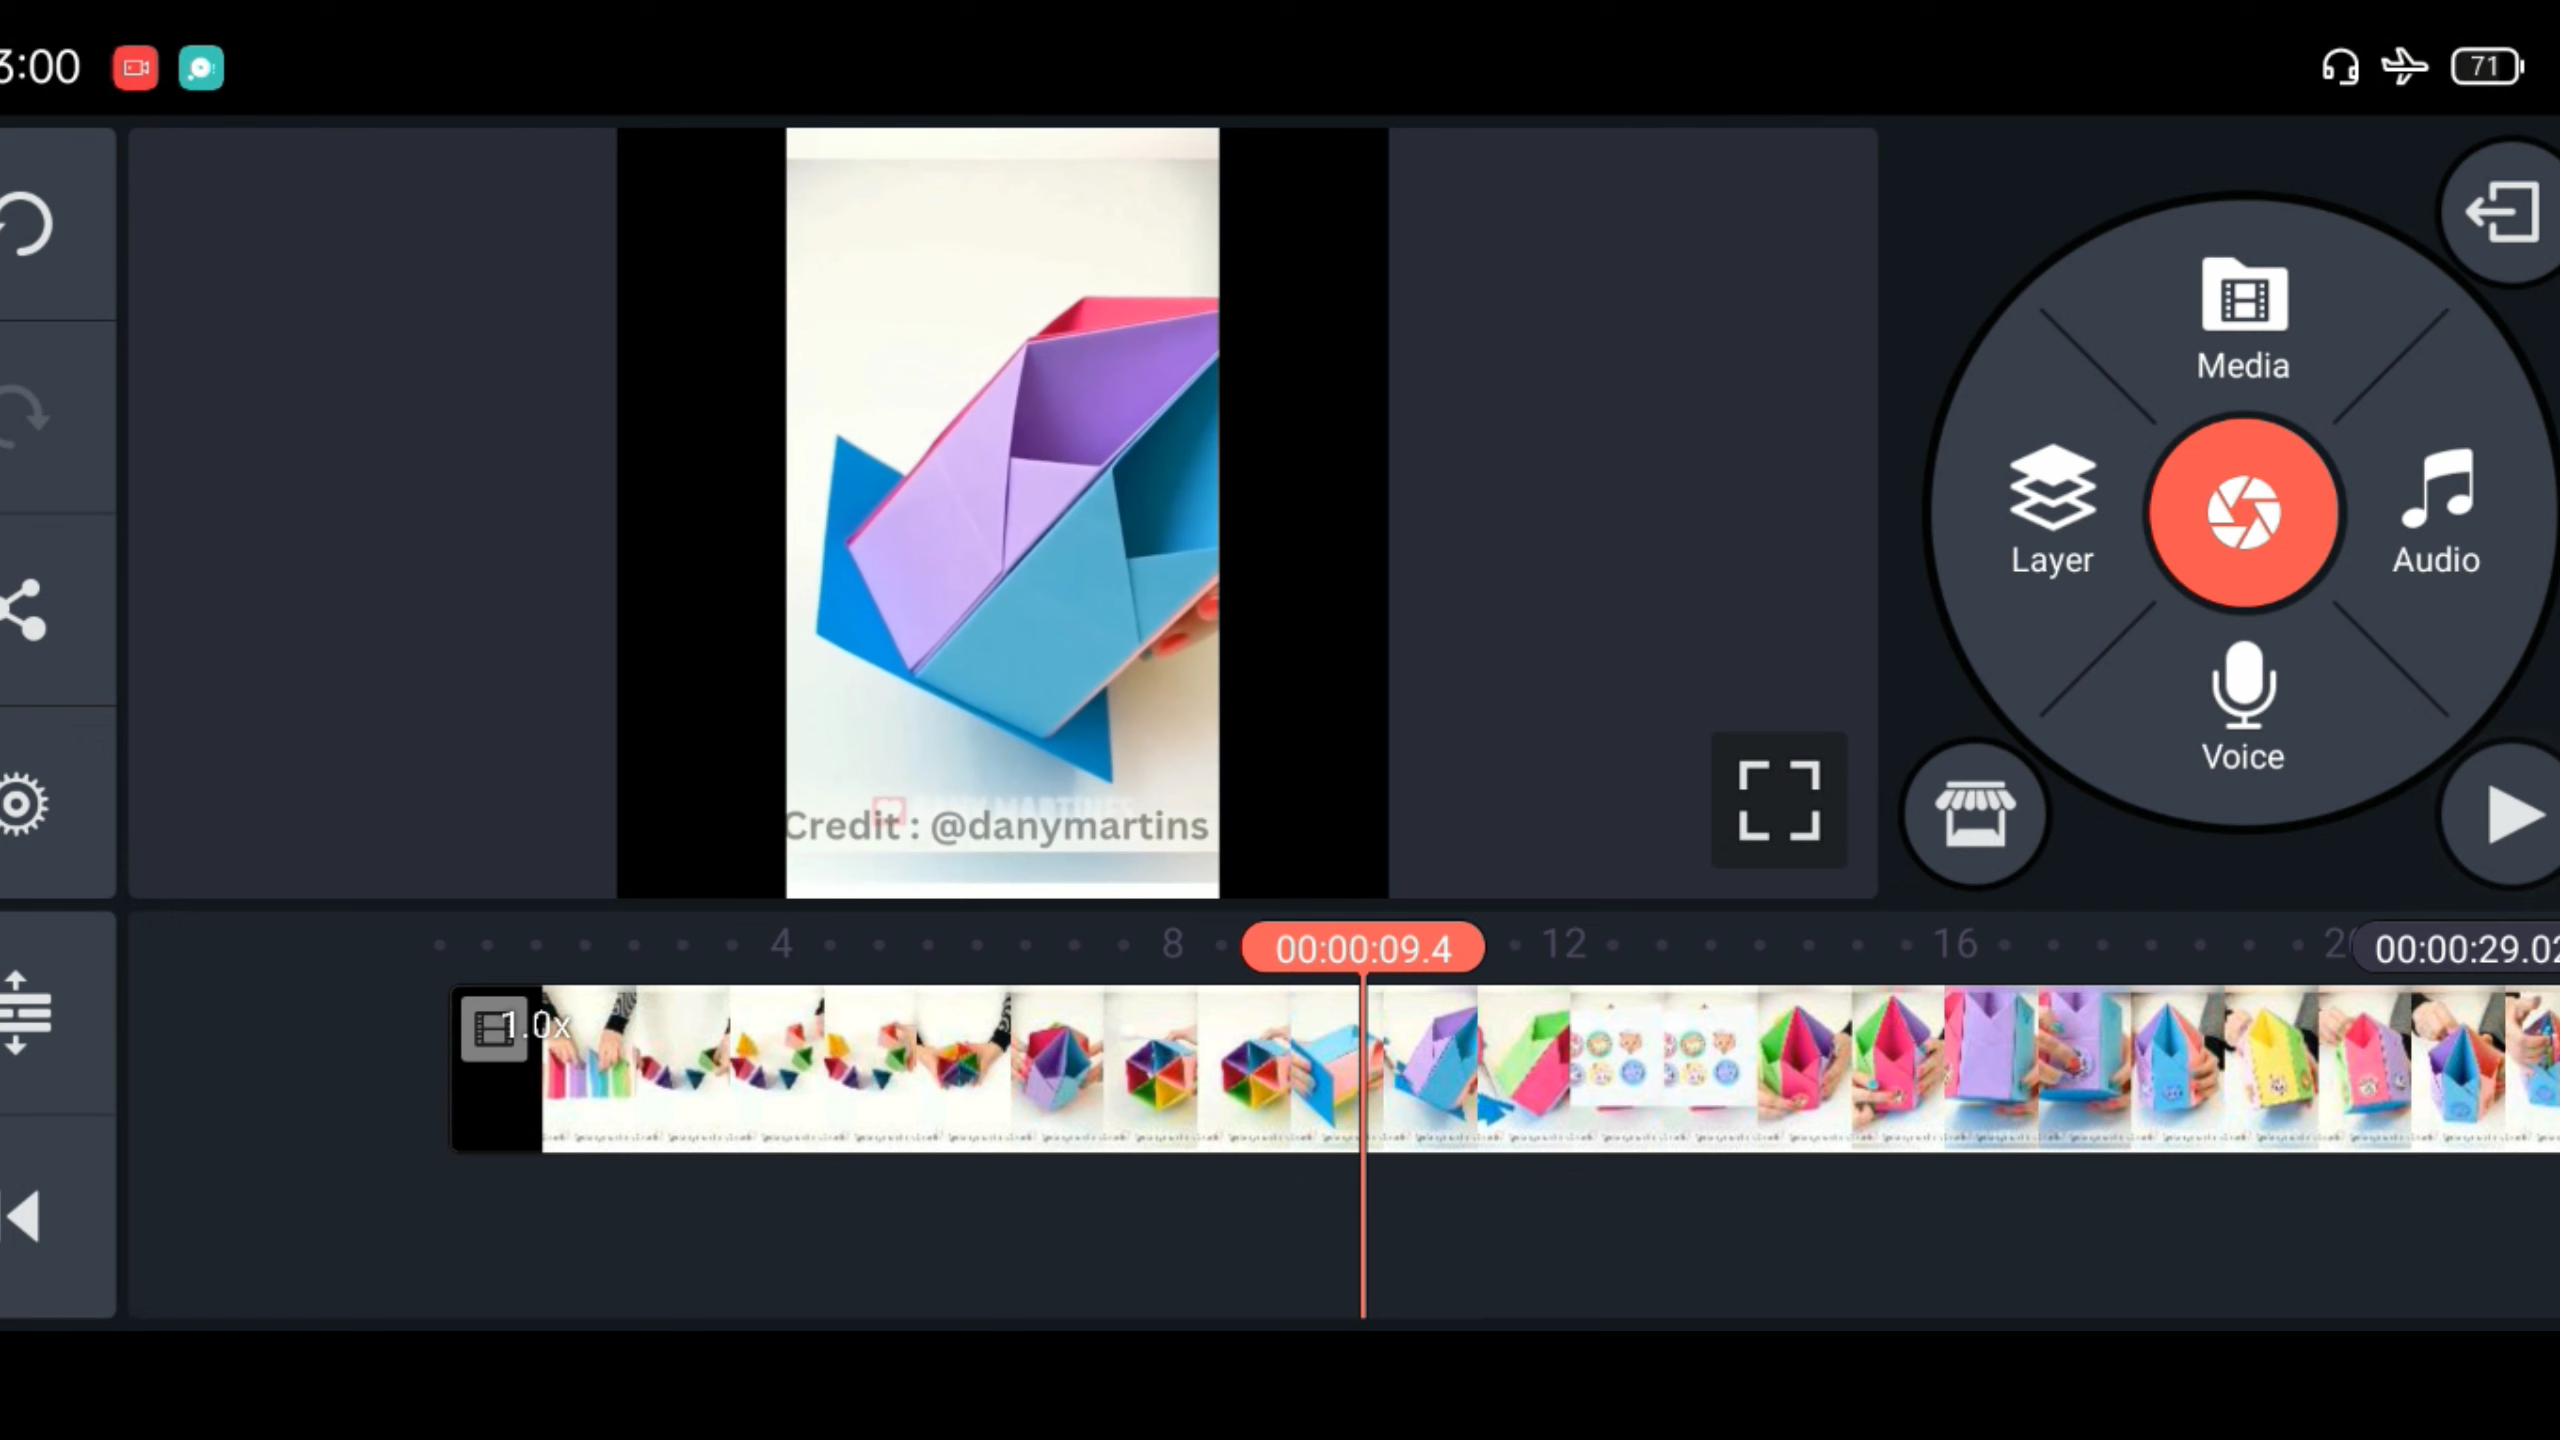 3:00
71
Media
Layer
Audio
Voice
Credit : @danymartins
4
8
00:00:09.4
12
16
00:00:29.02
1.0x